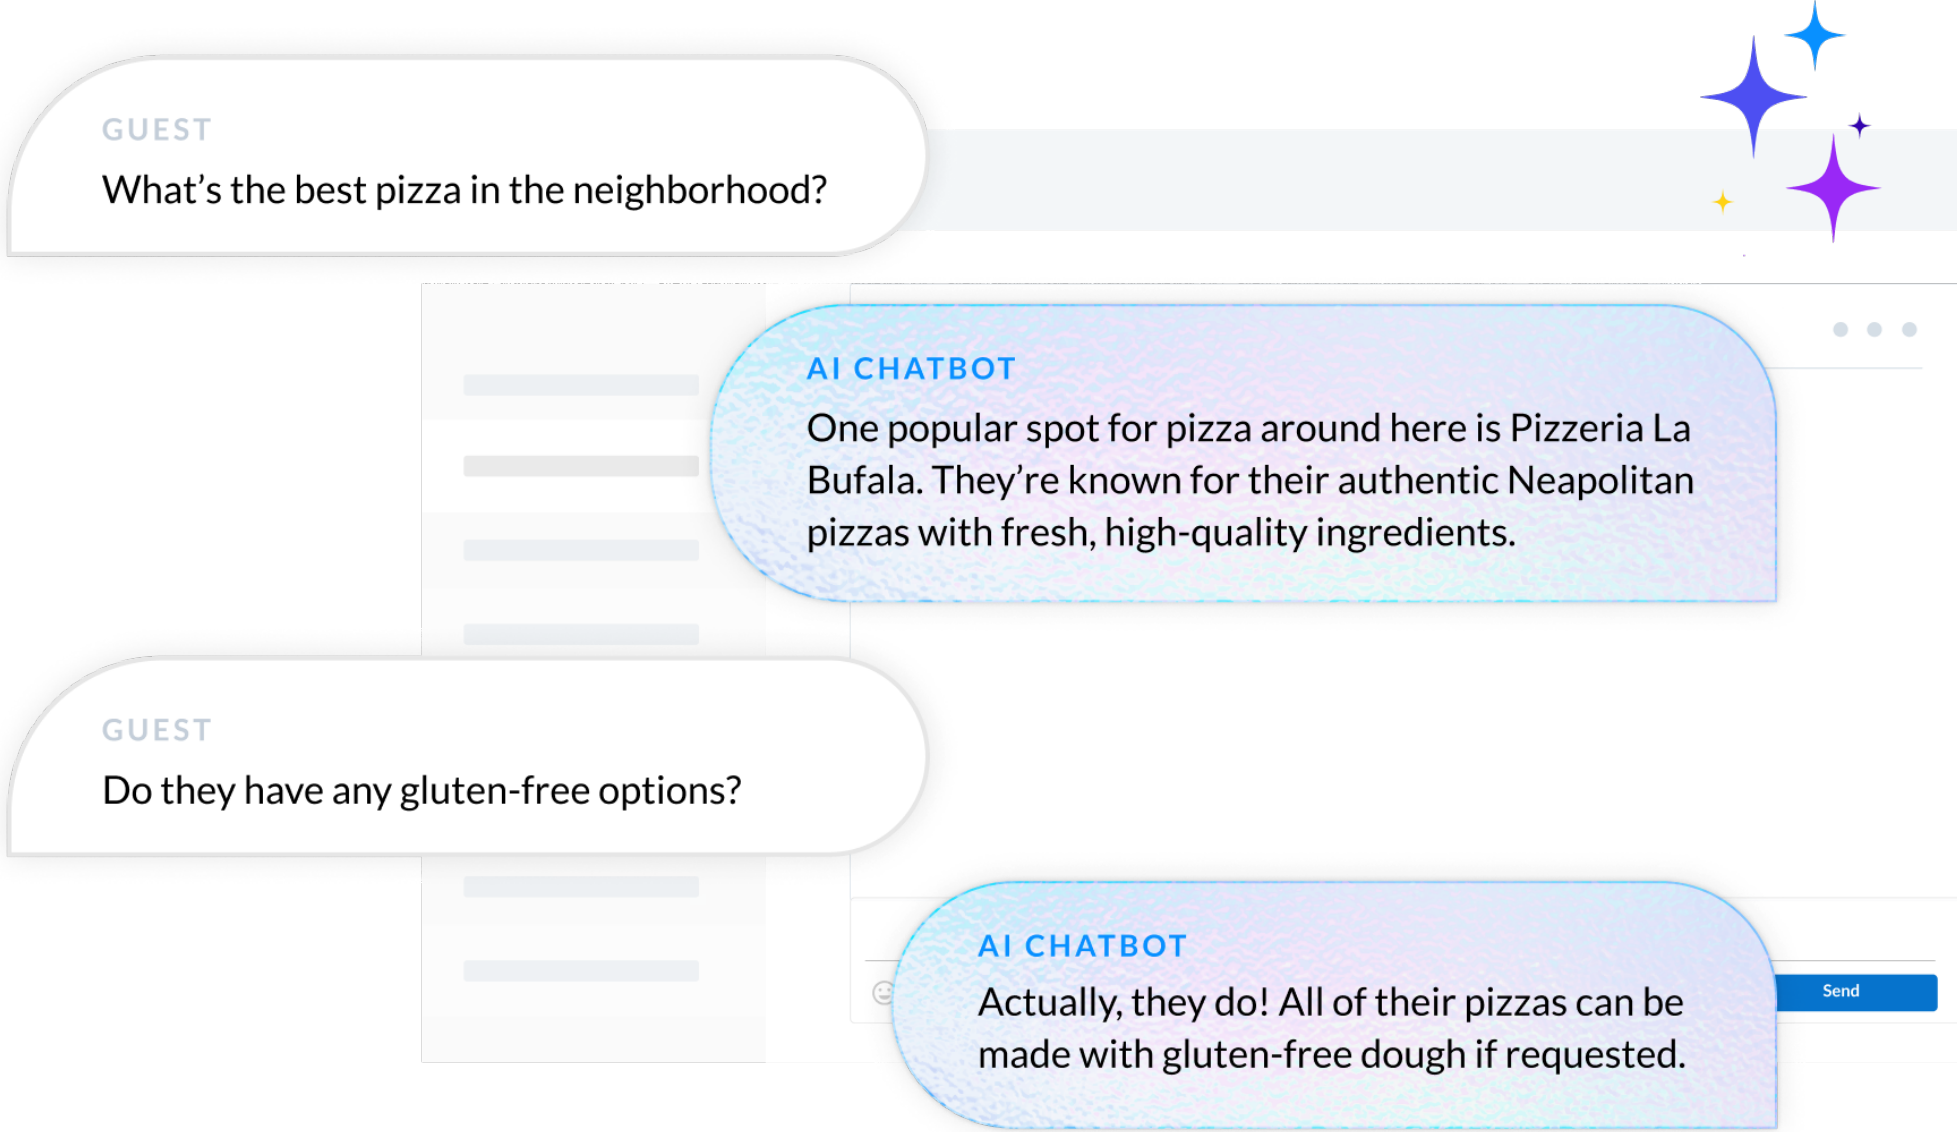 GUEST
What’s the best pizza in the neighborhood?
AI CHATBOT
One popular spot for pizza around here is Pizzeria La
Bufala. They’re known for their authentic Neapolitan
pizzas with fresh, high-quality ingredients.
GUEST
Do they have any gluten-free options?
AI CHATBOT
Actually, they do! All of their pizzas can be
made with gluten-free dough if requested.
Send